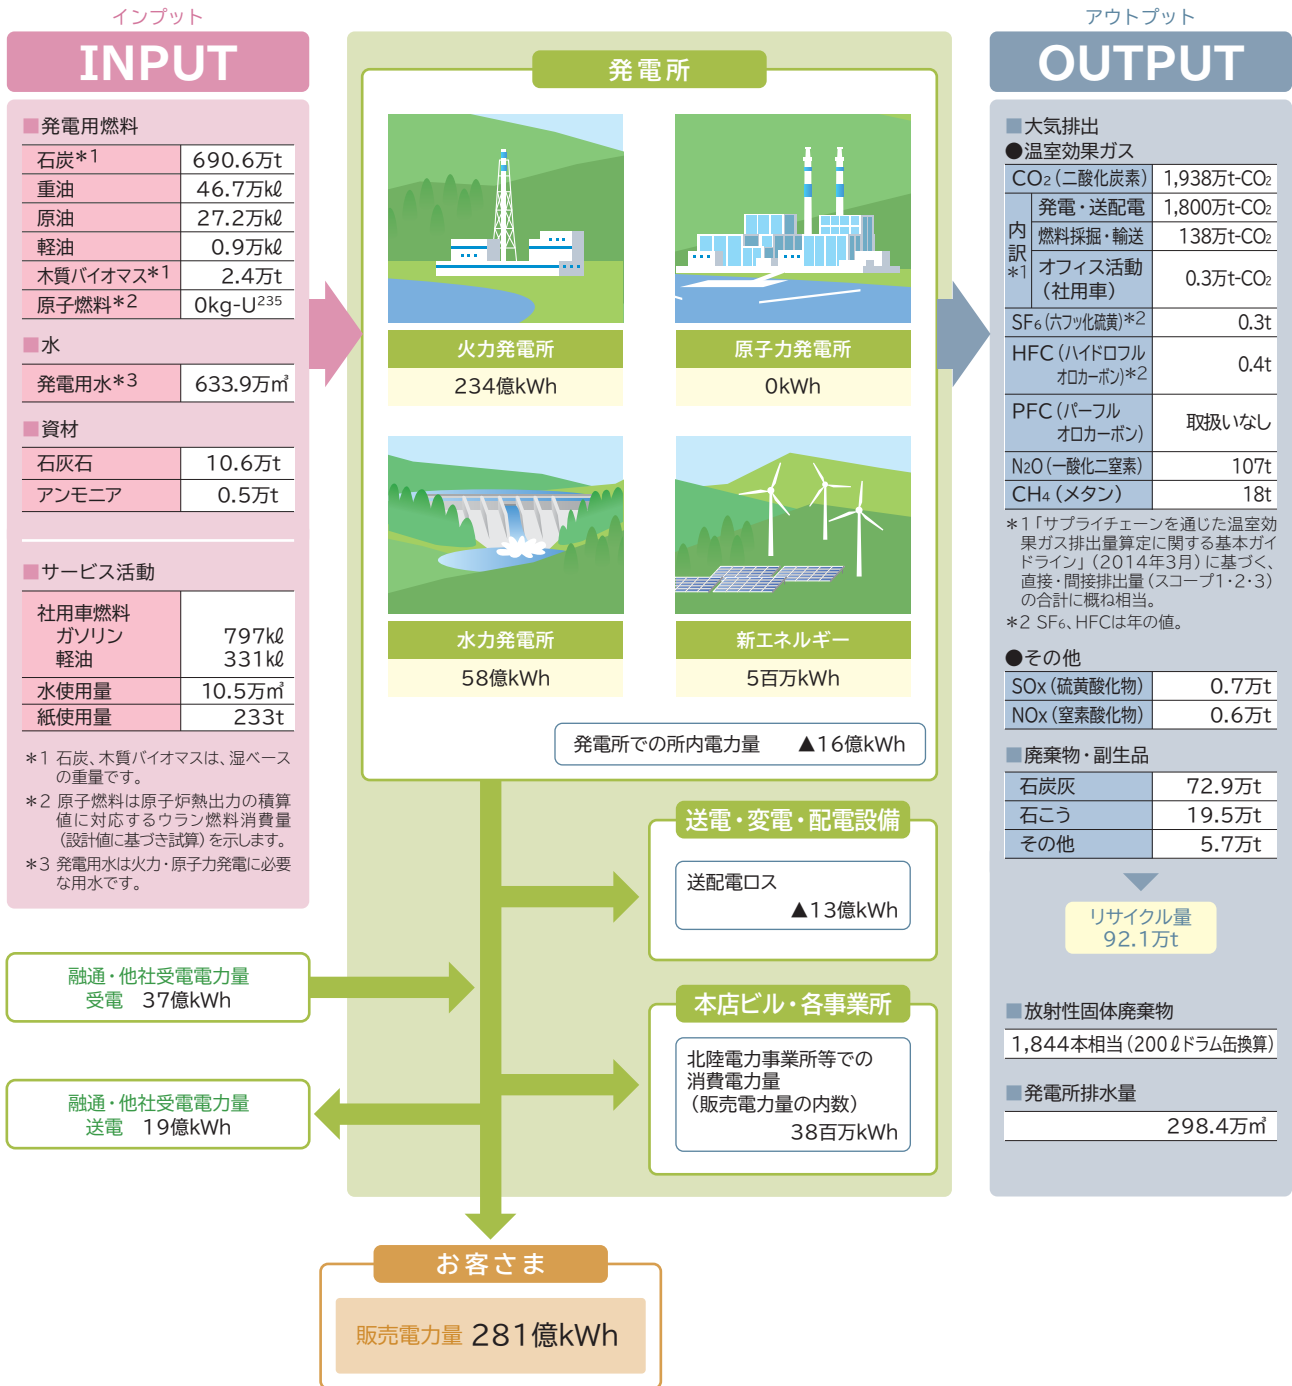 インプット
INPUT
■発電用燃料
石炭*1 690.6万t
重油 46.7万kℓ
原油 27.2万kℓ
軽油 0.9万kℓ
木質バイオマス*1 2.4万t
原子燃料*2 0kg-U²³⁵
■水
発電用水*3 633.9万㎥
■資材
石灰石 10.6万t
アンモニア 0.5万t
■サービス活動
社用車燃料
ガソリン 797kℓ
軽油 331kℓ
水使用量 10.5万㎥
紙使用量 233t
*1 石炭、木質バイオマスは、湿ベース
の重量です。
*2 原子燃料は原子炉熱出力の積算
値に対応するウラン燃料消費量
(設計値に基づき試算)を示します。
*3 発電用水は火力・原子力発電に必要
な用水です。
融通・他社受電電力量
受電 37億kWh
融通・他社受電電力量
送電 19億kWh
発電所
火力発電所
234億kWh
原子力発電所
0kWh
水力発電所
58億kWh
新エネルギー
5百万kWh
発電所での所内電力量 ▲16億kWh
送電・変電・配電設備
送配電ロス
▲13億kWh
本店ビル・各事業所
北陸電力事業所等での
消費電力量
(販売電力量の内数)
38百万kWh
お客さま
販売電力量 281億kWh
アウトプット
OUTPUT
■大気排出
●温室効果ガス
CO₂(二酸化炭素) 1,938万t-CO₂
内訳*1
発電・送配電 1,800万t-CO₂
燃料採掘・輸送 138万t-CO₂
オフィス活動
(社用車) 0.3万t-CO₂
SF₆(六フッ化硫黄)*2 0.3t
HFC(ハイドロフル
オロカーボン)*2 0.4t
PFC(パーフル
オロカーボン) 取扱いなし
N₂O(一酸化二窒素) 107t
CH₄(メタン) 18t
*1「サプライチェーンを通じた温室効
果ガス排出量算定に関する基本ガイ
ドライン」(2014年3月)に基づく、
直接・間接排出量(スコープ1・2・3)
の合計に概ね相当。
*2 SF₆、HFCは年の値。
●その他
SOx(硫黄酸化物) 0.7万t
NOx(窒素酸化物) 0.6万t
■廃棄物・副生品
石炭灰 72.9万t
石こう 19.5万t
その他 5.7万t
リサイクル量
92.1万t
■放射性固体廃棄物
1,844本相当(200ℓドラム缶換算)
■発電所排水量
298.4万㎥